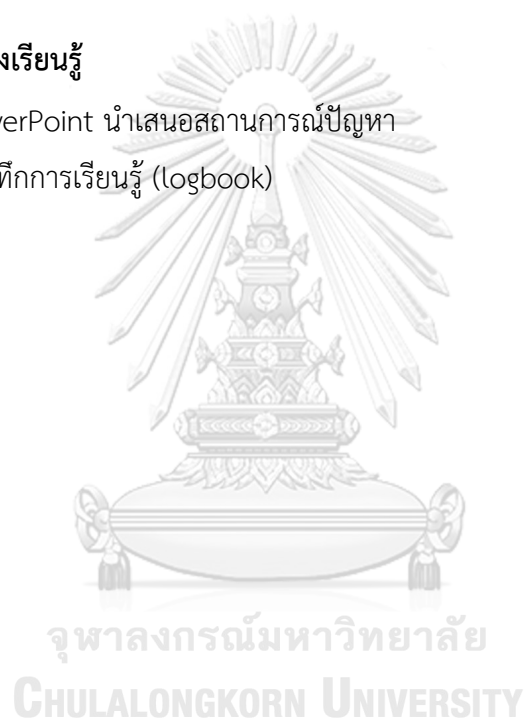 งเรียนรู้
verPoint นำเสนอสถานการณ์ปัญหา
ทึกการเรียนรู้ (logbook)
จุฬาลงกรณ์มหาวิทยาลัย
CHULALONGKORN UNIVERSITY